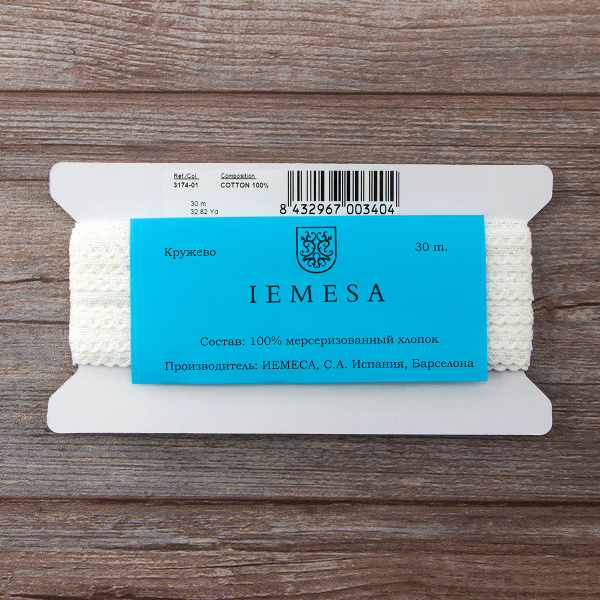 Ref./Col. Composition
3174-01 COTTON 100%
30 m
32.82 Yd
8 432967 003404
Кружево 30 m.
IEMESA
Состав: 100% мерсеризованный хлопок
Производитель: ИЕМЕСА, С.А. Испания, Барселона